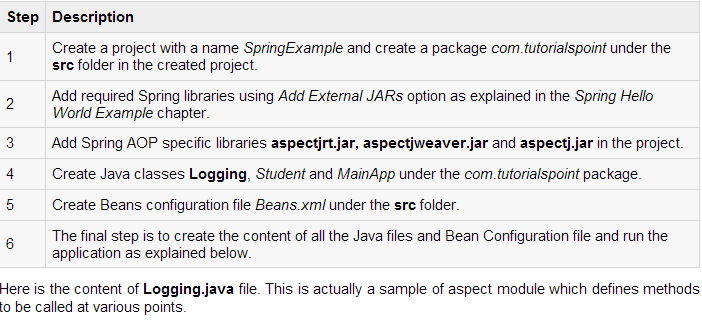 Step Description
1 Create a project with a name SpringExample and create a package com.tutorialspoint under the
src folder in the created project.
2 Add required Spring libraries using Add External JARs option as explained in the Spring Hello
World Example chapter.
3 Add Spring AOP specific libraries aspectjrt.jar, aspectjweaver.jar and aspectj.jar in the project.
4 Create Java classes Logging, Student and MainApp under the com.tutorialspoint package.
5 Create Beans configuration file Beans.xml under the src folder.
6 The final step is to create the content of all the Java files and Bean Configuration file and run the
application as explained below.
Here is the content of Logging.java file. This is actually a sample of aspect module which defines methods
to be called at various points.